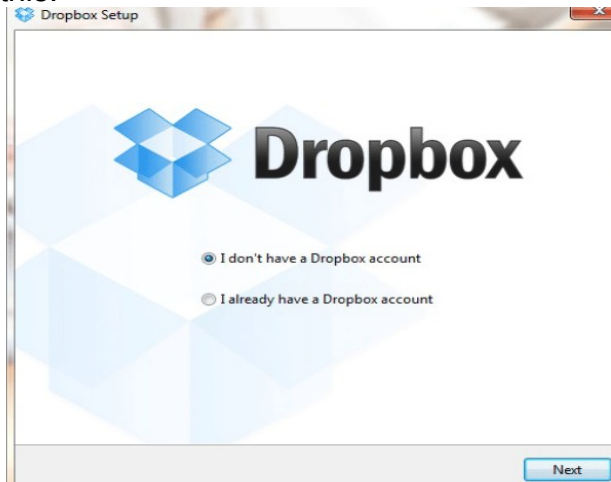 Dropbox Setup
Dropbox
I don't have a Dropbox account
I already have a Dropbox account
Next